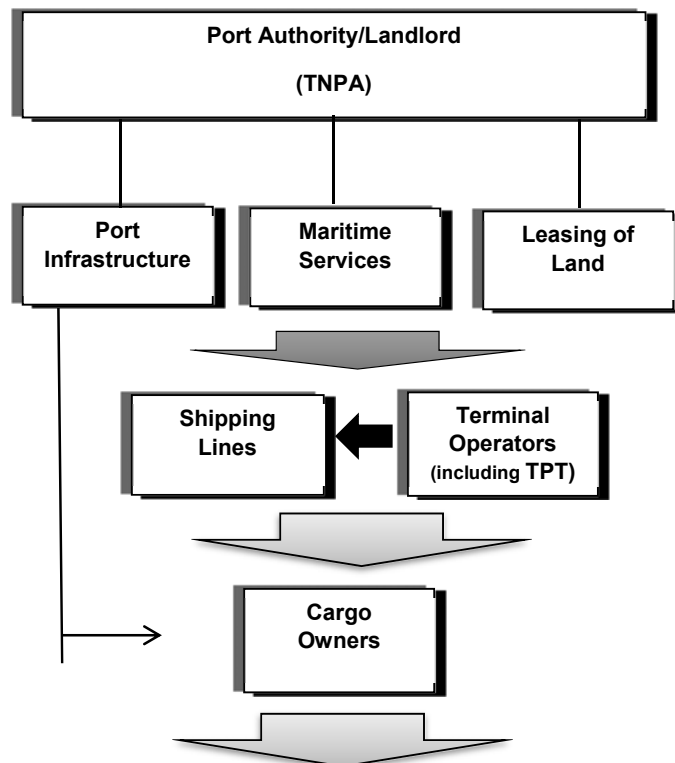 Port Authority/Landlord
(TNPA)
Port
Infrastructure
Maritime
Services
Leasing of
Land
Shipping
Lines
Terminal
Operators
(including TPT)
Cargo
Owners